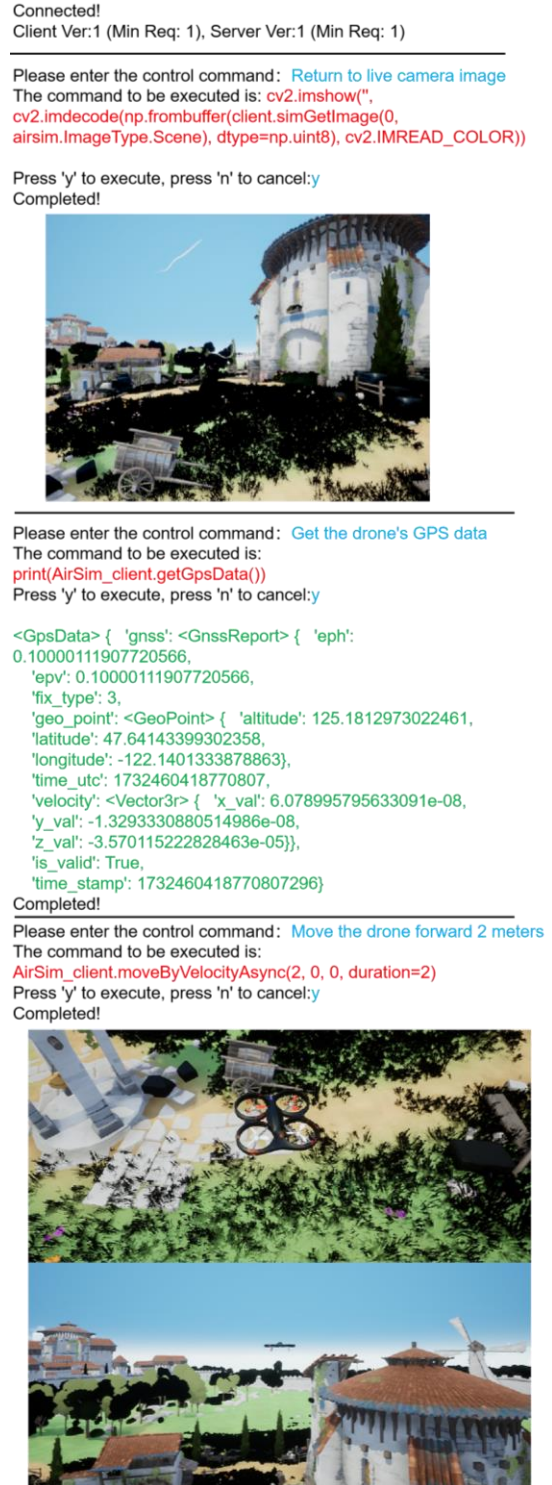 Connected!
Client Ver:1 (Min Req: 1), Server Ver:1 (Min Req: 1)
Please enter the control command: Return to live camera image
The command to be executed is: cv2.imshow('',
cv2.imdecode(np.frombuffer(client.simGetImage(0,
airsim.ImageType.Scene), dtype=np.uint8), cv2.IMREAD_COLOR))
Press 'y' to execute, press 'n' to cancel:y
Completed!
Please enter the control command: Get the drone's GPS data
The command to be executed is:
print(AirSim_client.getGpsData())
Press 'y' to execute, press 'n' to cancel:y
<GpsData> { 'gnss': <GnssReport> { 'eph':
0.10000111907720566,
'epv': 0.10000111907720566,
'fix_type': 3,
'geo_point': <GeoPoint> { 'altitude': 125.1812973022461,
'latitude': 47.64143399302358,
'longitude': -122.1401333878863},
'time_utc': 1732460418770807,
'velocity': <Vector3r> { 'x_val': 6.078995795633091e-08,
'y_val': -1.3293330880514986e-08,
'z_val': -3.570115222828463e-05}},
'is_valid': True,
'time_stamp': 1732460418770807296}
Completed!
Please enter the control command: Move the drone forward 2 meters
The command to be executed is:
AirSim_client.moveByVelocityAsync(2, 0, 0, duration=2)
Press 'y' to execute, press 'n' to cancel:y
Completed!